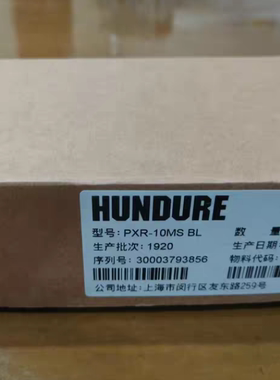 HUNDURE
型号: PXR-10MS BL 数 量
生产批次: 1920 生产日期
序列号: 30003793856 物料代码:
公司地址: 上海市闵行区友东路259号